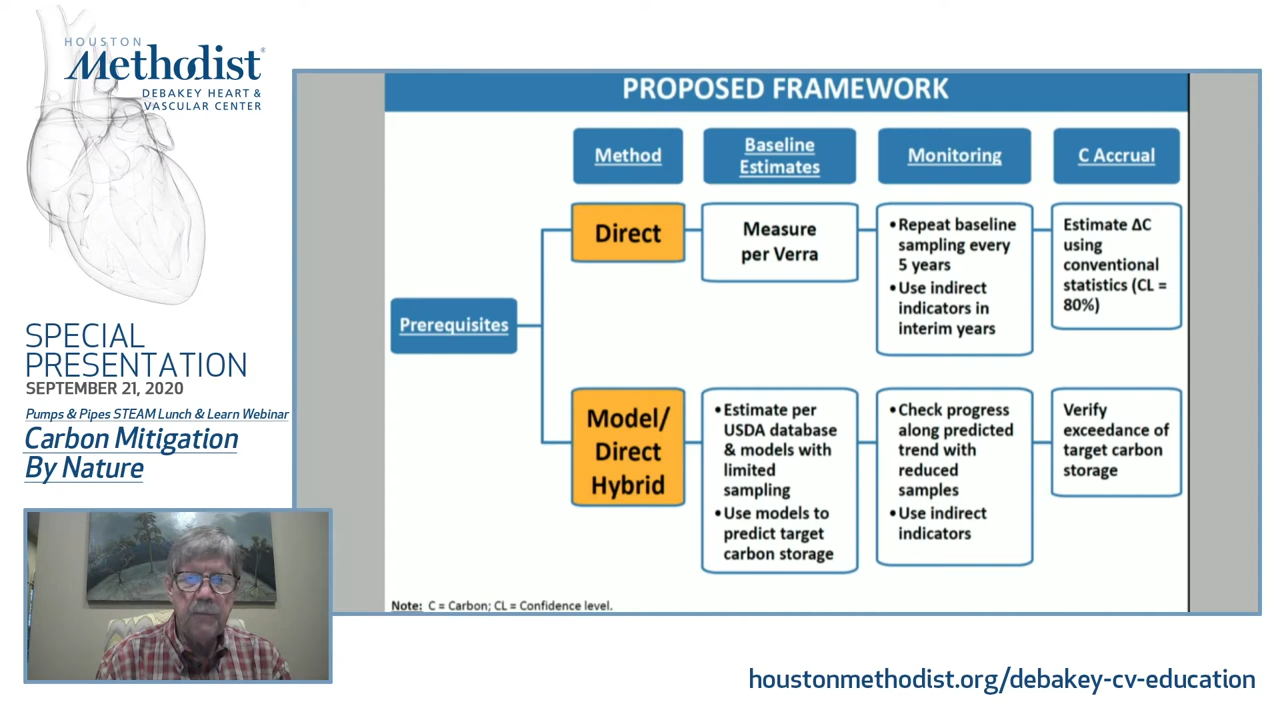 HOUSTON
Methodist®
DEBAKEY HEART &
VASCULAR CENTER
SPECIAL
PRESENTATION
SEPTEMBER 21, 2020
Pumps & Pipes STEAM Lunch & Learn Webinar
Carbon Mitigation
By Nature
PROPOSED FRAMEWORK
Method
Baseline
Estimates
Monitoring
C Accrual
Prerequisites
Direct
Measure
per Verra
•Repeat baseline
sampling every
5 years
•Use indirect
indicators in
interim years
Estimate ΔC
using
conventional
statistics (CL =
80%)
Model/
Direct
Hybrid
•Estimate per
USDA database
& models with
limited
sampling
•Use models to
predict target
carbon storage
•Check progress
along predicted
trend with
reduced
samples
•Use indirect
indicators
Verify
exceedance of
target carbon
storage
Note: C = Carbon; CL = Confidence level.
houstonmethodist.org/debakey-cv-education